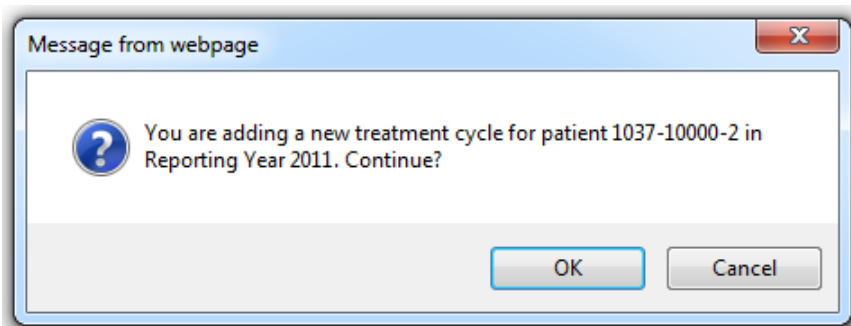 Message from webpage
You are adding a new treatment cycle for patient 1037-10000-2 in
Reporting Year 2011. Continue?
OK
Cancel